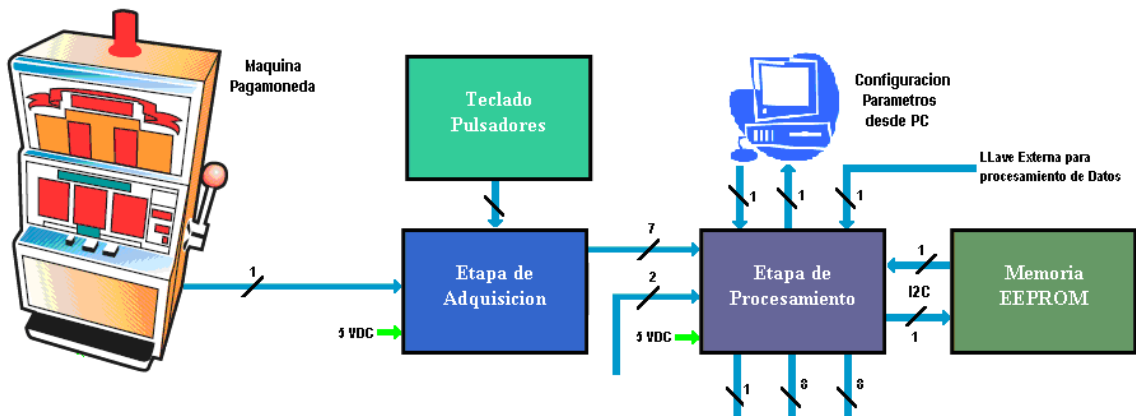 Maquina
Pagamoneda
Teclado
Pulsadores
Configuracion
Parametros
desde PC
LLave Externa para
procesamiento de Datos
1
1
1
1
7
2
Etapa de
Adquisicion
Etapa de
Procesamiento
1
I2C
1
Memoria
EEPROM
5 VDC
5 VDC
1
8
8